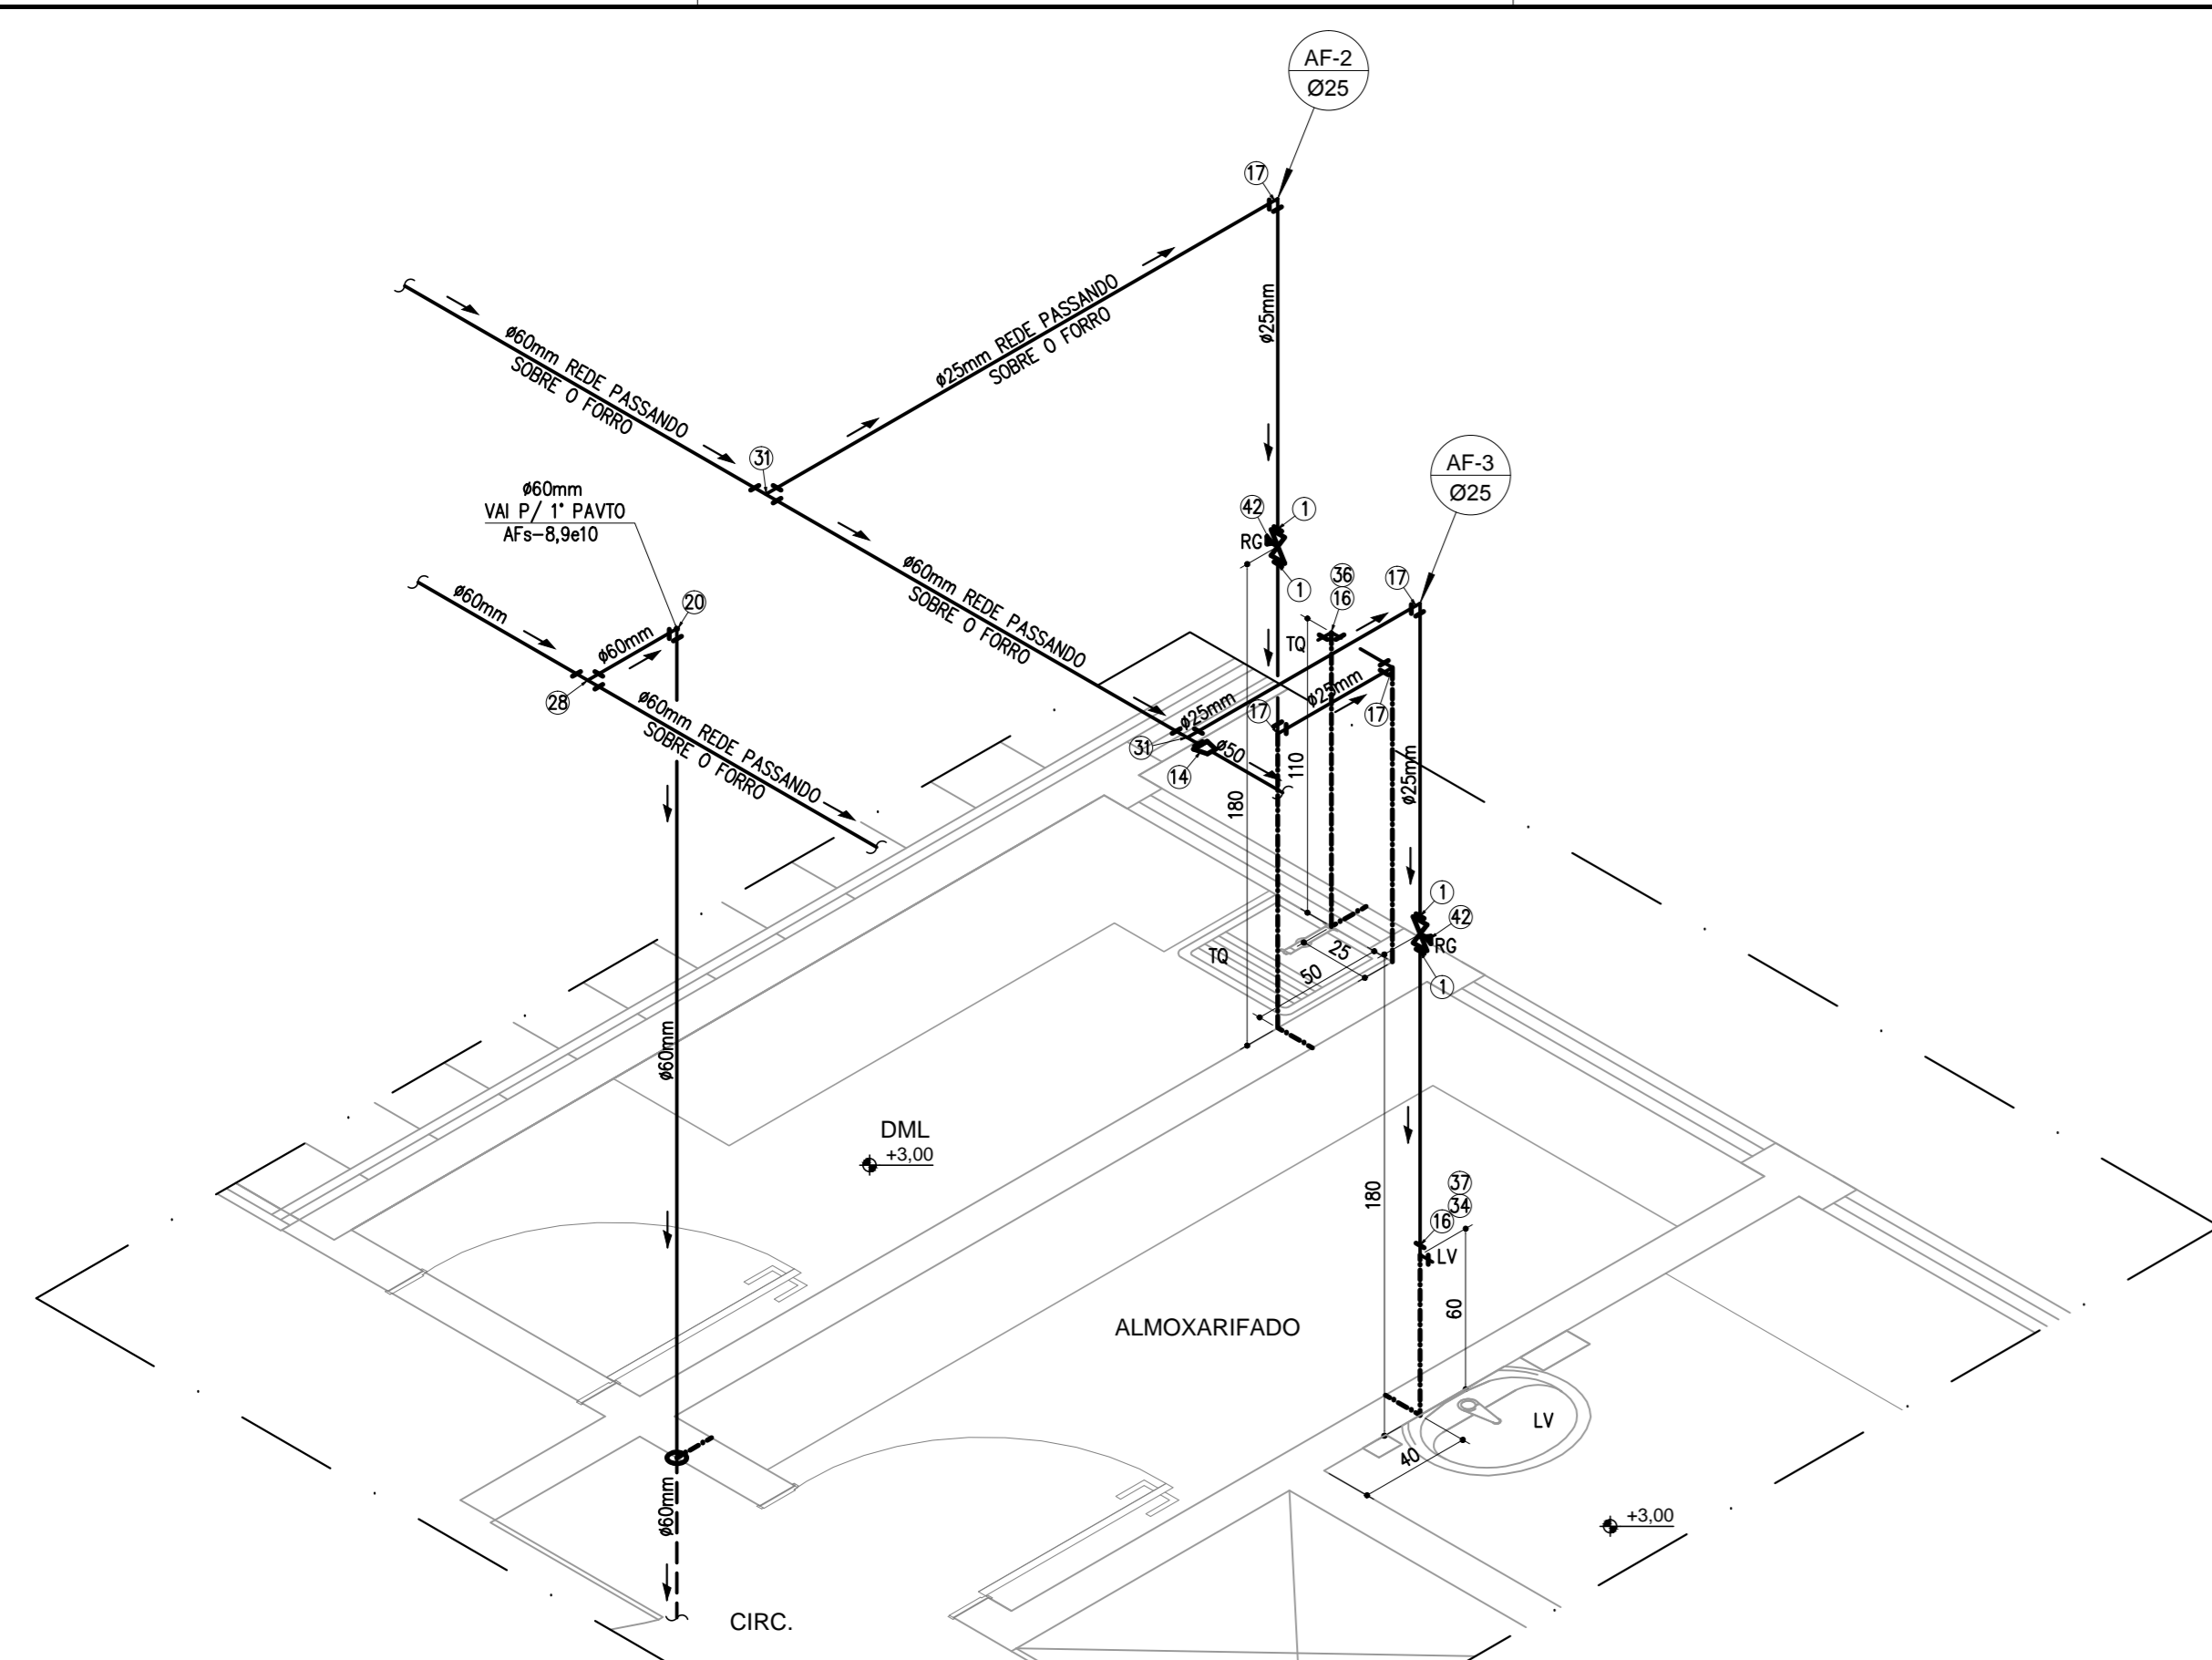 AF-2
Ø25
17
ø60mm REDE PASSANDO
SOBRE O FORRO
ø25mm REDE PASSANDO
SOBRE O FORRO
ø25mm
31
AF-3
Ø25
ø60mm
VAI P/ 1° PAVTO
AFs-8,9e10
42
1
RG
1
36
16
17
TQ
ø60mm
ø60mm
20
28
ø60mm REDE PASSANDO
SOBRE O FORRO
ø60mm REDE PASSANDO
SOBRE O FORRO
ø25mm
17
ø25mm
17
31
14
ø50
110
180
ø25mm
1
42
RG
1
TQ
25
50
ø60mm
DML
+3,00
180
37
34
16
LV
60
ALMOXARIFADO
LV
40
ø60mm
+3,00
CIRC.